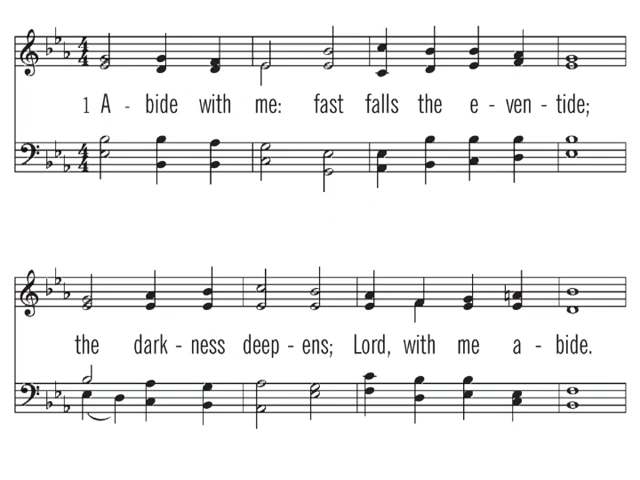 1 A - bide with me: fast falls the e - ven - tide;
the dark - ness deep - ens; Lord, with me a - bide.